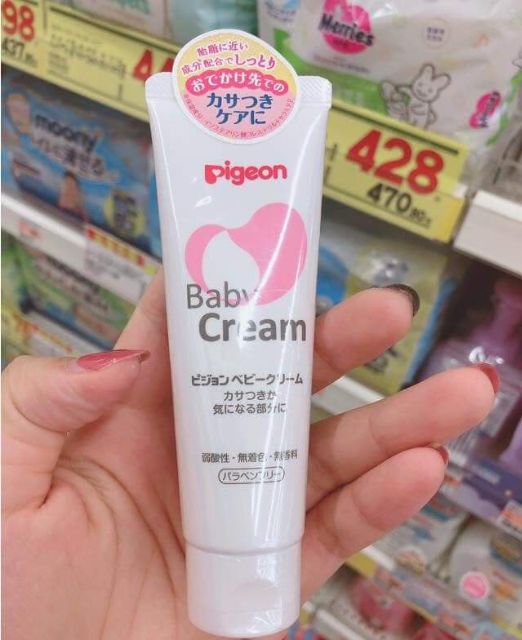 98
437.
44
428
470.80
Merries
moony
胎脂に近い
成分配合でしっとり
おでかけ先での
カサつき
ケアに
Pigeon
Baby
Cream
ピジョン ベビークリーム
カサつきが
気になる部分に
弱酸性・無着色・無香料
パラベンフリー